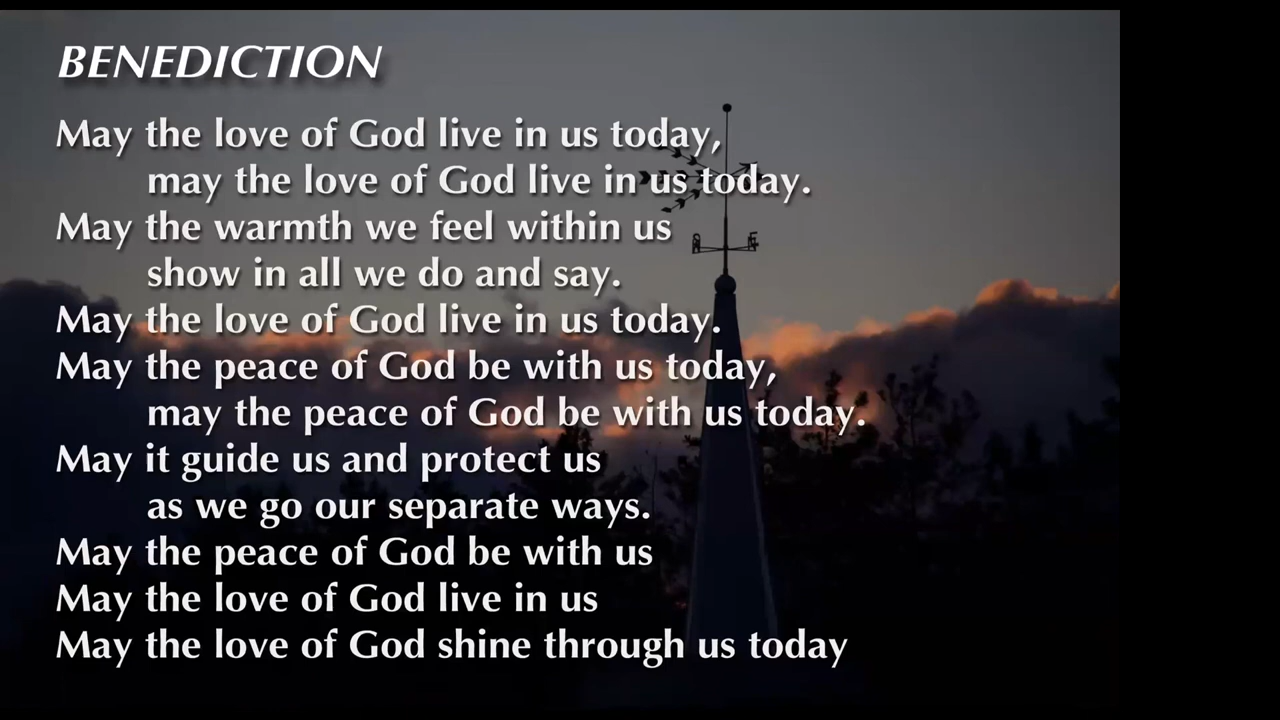 BENEDICTION
May the love of God live in us today,
may the love of God live in us today.
May the warmth we feel within us
show in all we do and say.
May the love of God live in us today.
May the peace of God be with us today,
may the peace of God be with us today.
May it guide us and protect us
as we go our separate ways.
May the peace of God be with us
May the love of God live in us
May the love of God shine through us today